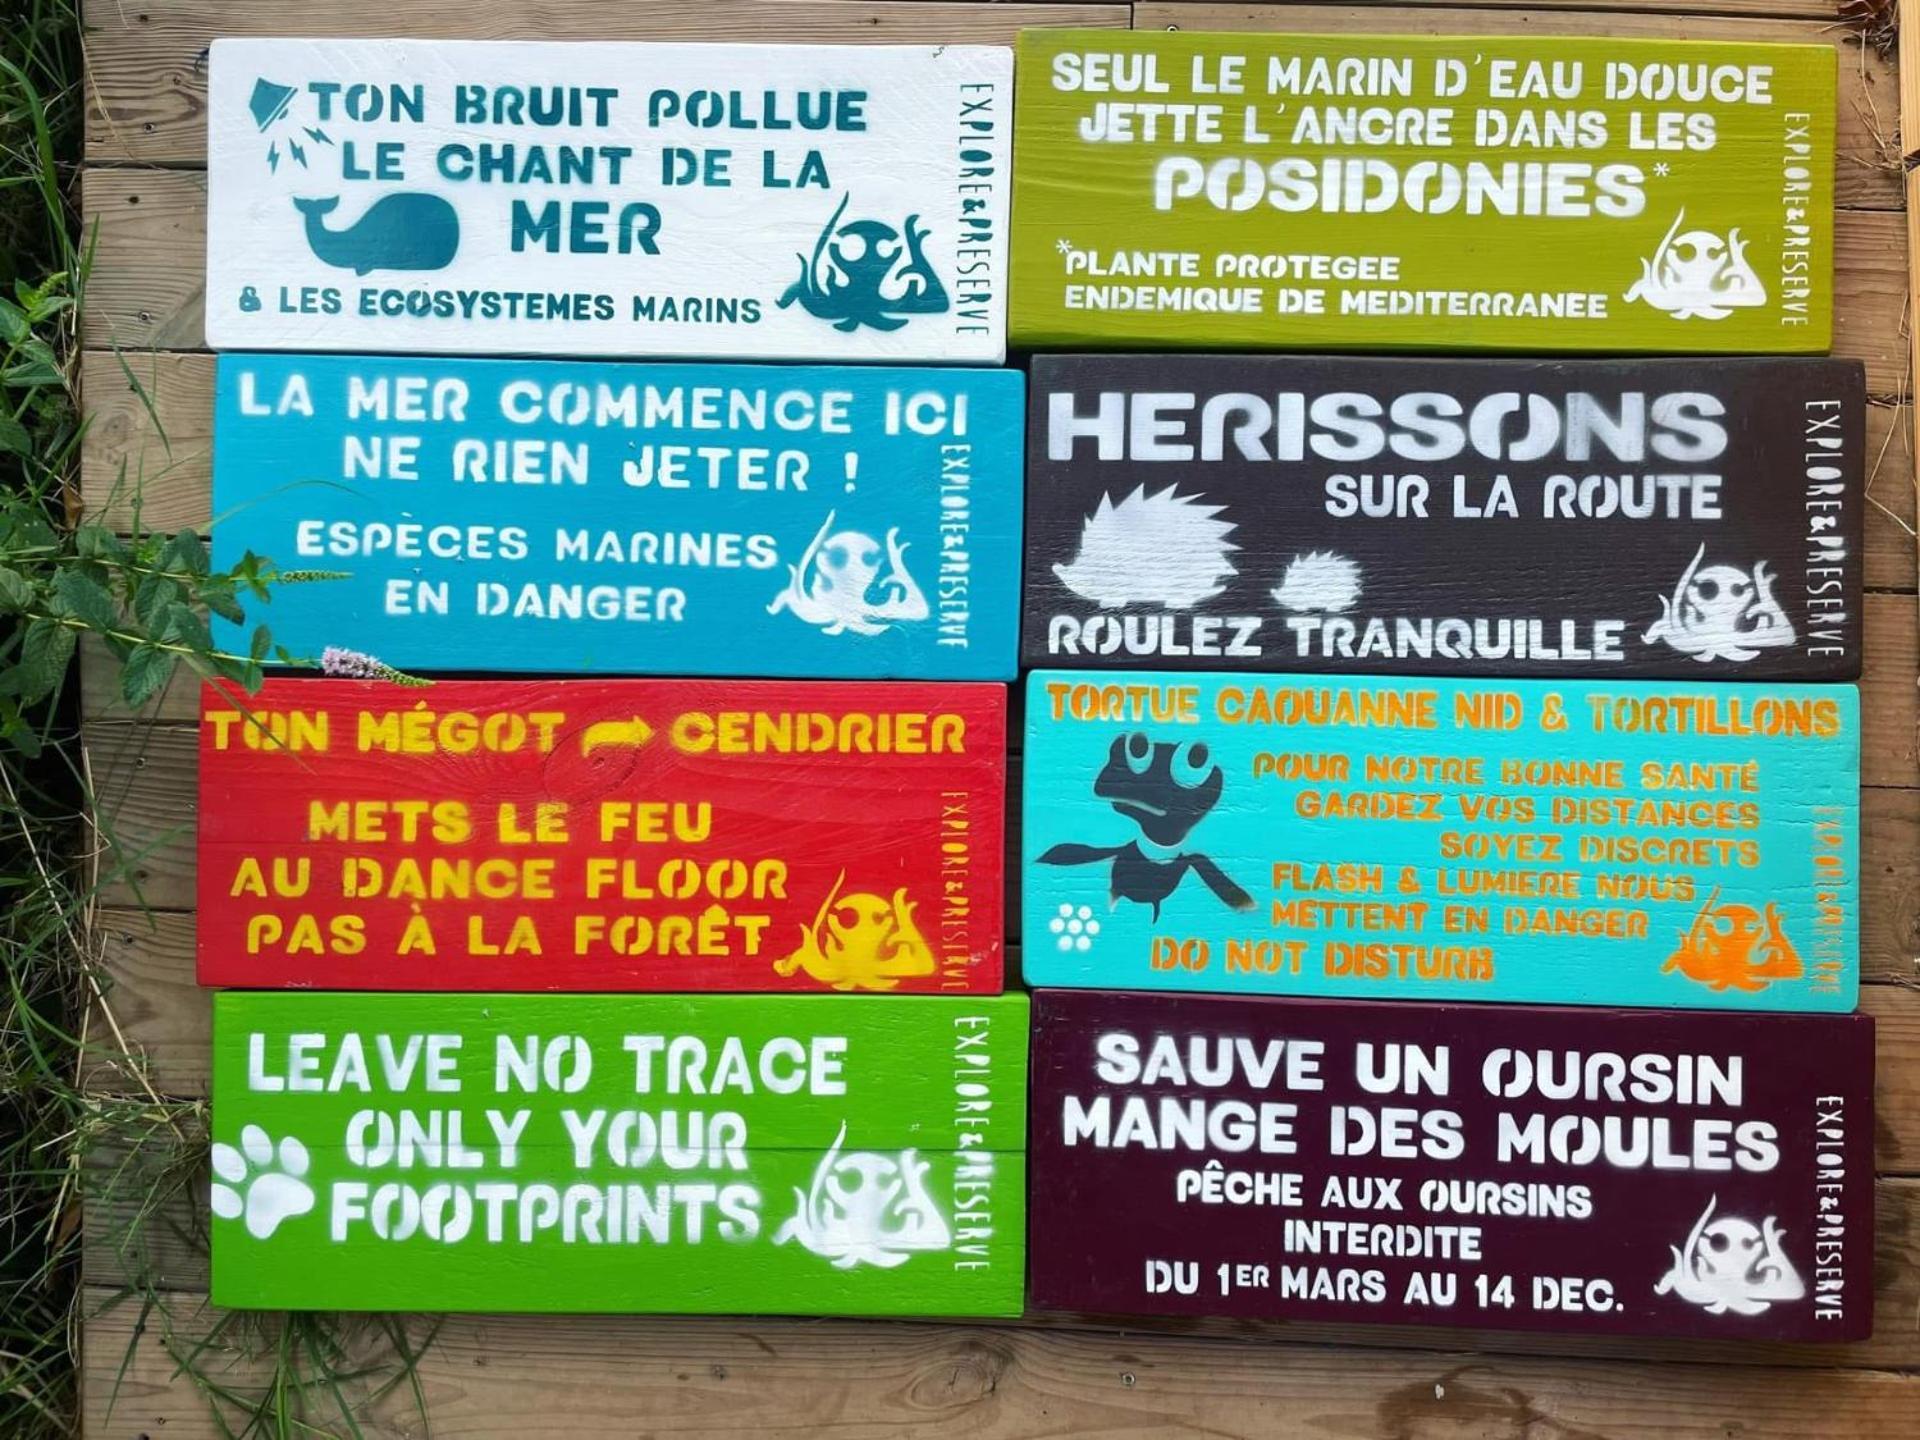 TON BRUIT POLLUE
LE CHANT DE LA
MER
& LES ECOSYSTEMES MARINS
EXPLORE&PRESERVE
SEUL LE MARIN D'EAU DOUCE
JETTE L'ANCRE DANS LES
POSIDONIES*
*PLANTE PROTEGEE
ENDEMIQUE DE MEDITERRANEE
EXPLORE&PRESERVE
LA MER COMMENCE ICI
NE RIEN JETER !
ESPÈCES MARINES
EN DANGER
EXPLORE&PRESERVE
HERISSONS
SUR LA ROUTE
ROULEZ TRANQUILLE
EXPLORE&PRESERVE
TON MÉGOT CENDRIER
METS LE FEU
AU DANCE FLOOR
PAS À LA FORÊT
EXPLORE&PRESERVE
TORTUE CAOUANNE NID & TORTILLONS
POUR NOTRE BONNE SANTÉ
GARDEZ VOS DISTANCES
SOYEZ DISCRETS
FLASH & LUMIERE NOUS
METTENT EN DANGER
DO NOT DISTURB
EXPLORE&PRESERVE
LEAVE NO TRACE
ONLY YOUR
FOOTPRINTS
EXPLORE&PRESERVE
SAUVE UN OURSIN
MANGE DES MOULES
PÊCHE AUX OURSINS
INTERDITE
DU 1ER MARS AU 14 DEC.
EXPLORE&PRESERVE